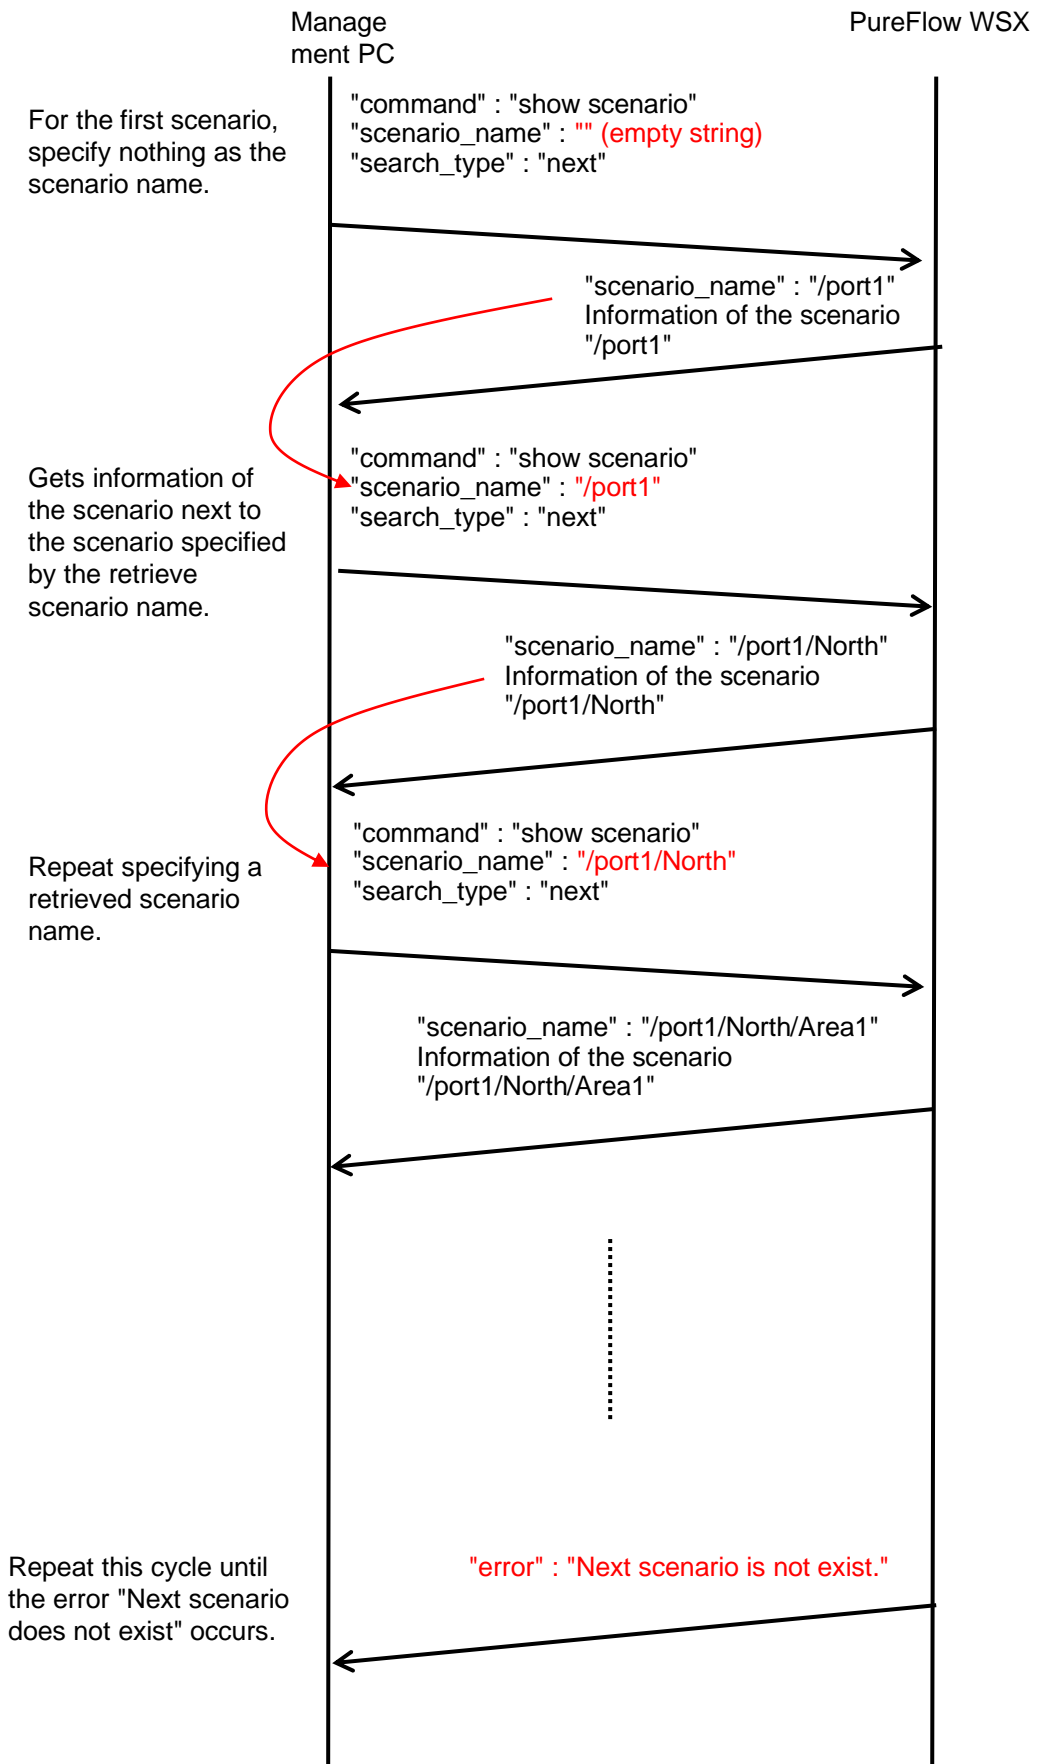 Manage
ment PC
PureFlow WSX
For the first scenario,
specify nothing as the
scenario name.
"command" : "show scenario"
"scenario_name" : "" (empty string)
"search_type" : "next"
"scenario_name" : "/port1"
Information of the scenario
"/port1"
Gets information of
the scenario next to
the scenario specified
by the retrieve
scenario name.
"command" : "show scenario"
"scenario_name" : "/port1"
"search_type" : "next"
"scenario_name" : "/port1/North"
Information of the scenario
"/port1/North"
Repeat specifying a
retrieved scenario
name.
"command" : "show scenario"
"scenario_name" : "/port1/North"
"search_type" : "next"
"scenario_name" : "/port1/North/Area1"
Information of the scenario
"/port1/North/Area1"
Repeat this cycle until
the error "Next scenario
does not exist" occurs.
"error" : "Next scenario is not exist."